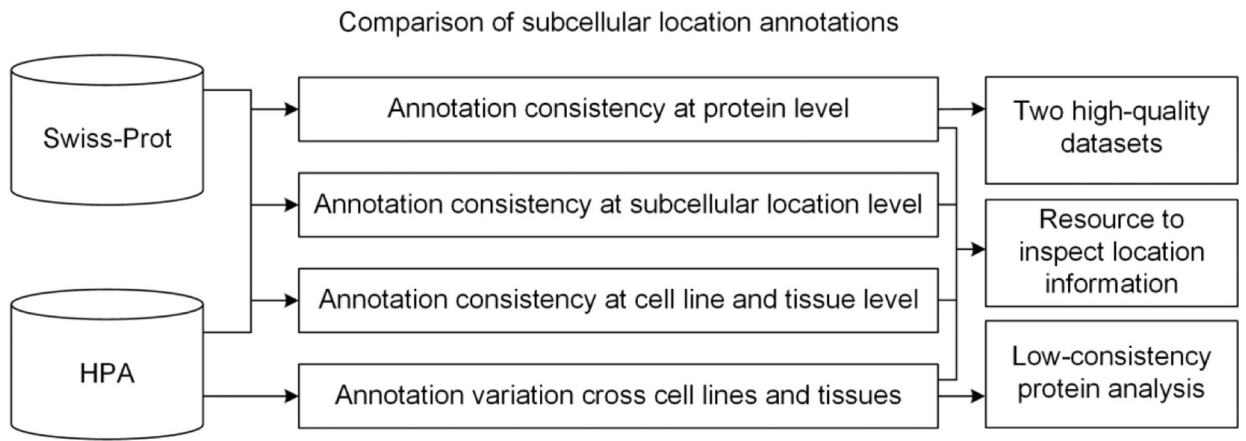 Comparison of subcellular location annotations
Swiss-Prot
HPA
Annotation consistency at protein level
Annotation consistency at subcellular location level
Annotation consistency at cell line and tissue level
Annotation variation cross cell lines and tissues
Two high-quality
datasets
Resource to
inspect location
information
Low-consistency
protein analysis